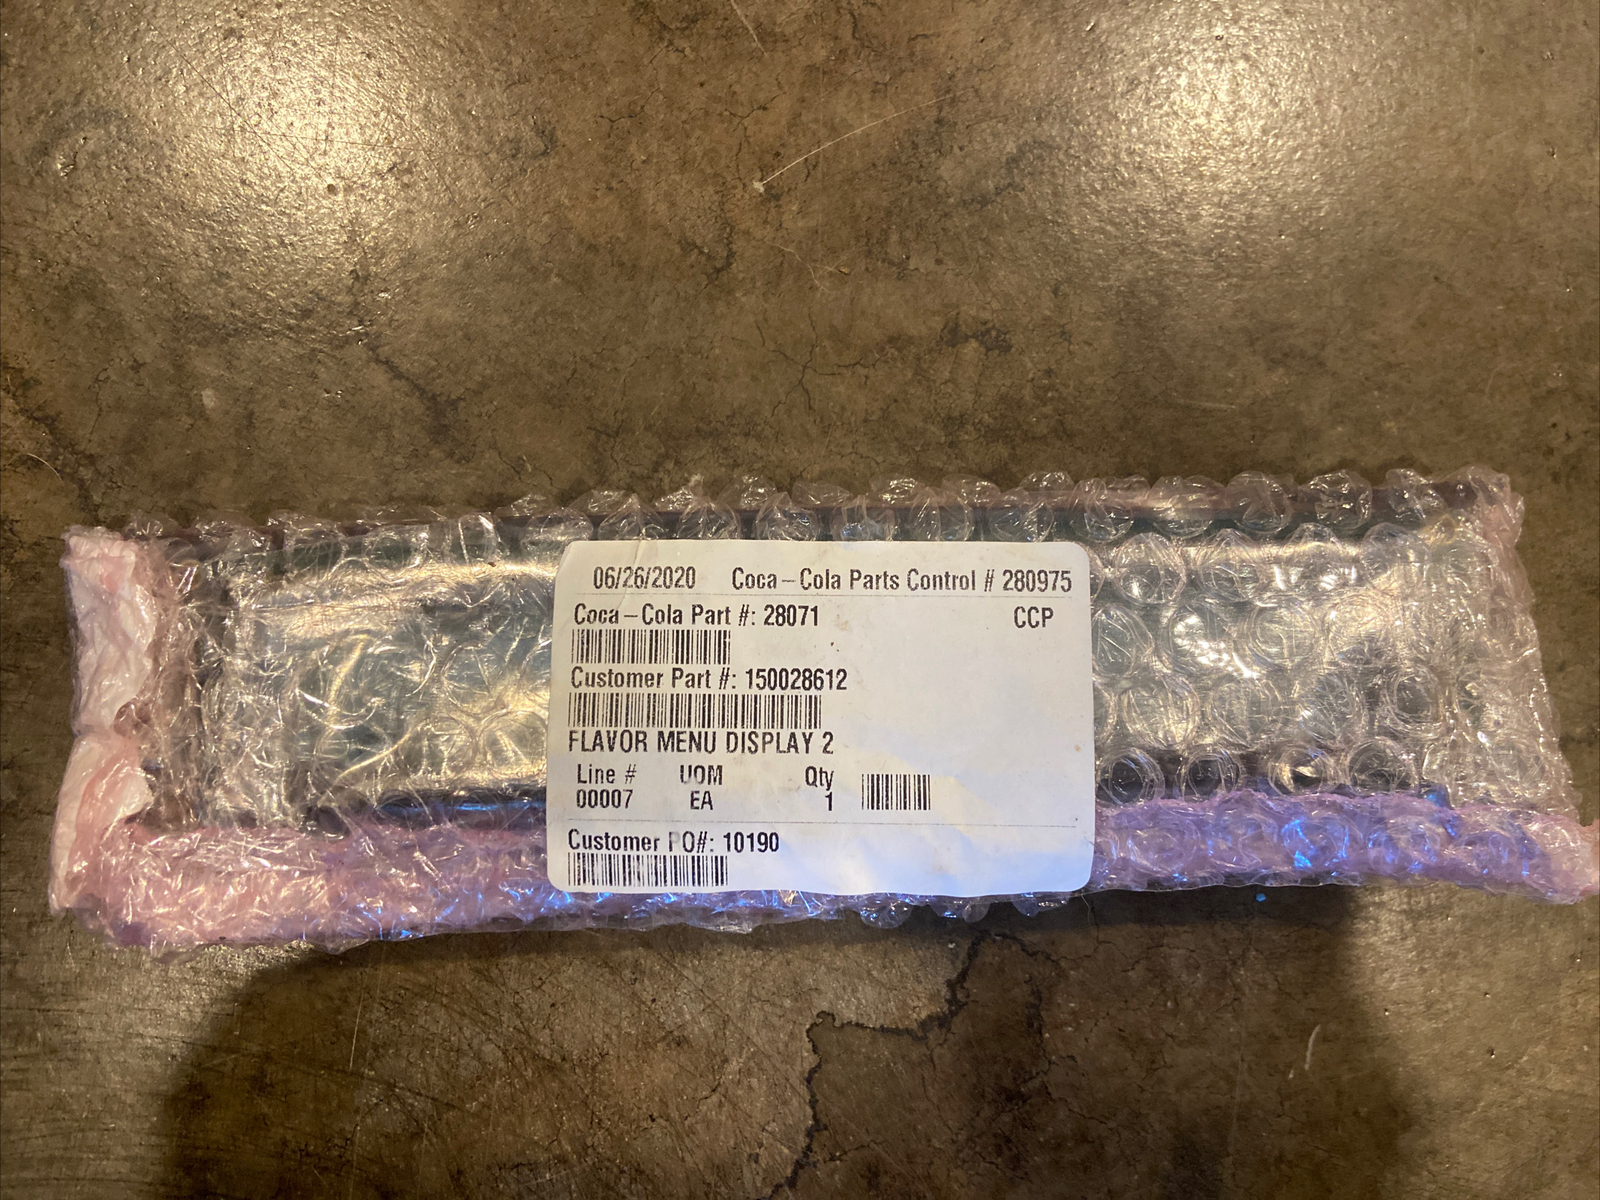 06/26/2020 Coca-Cola Parts Control # 280975
Coca-Cola Part #: 28071 CCP
Customer Part #: 150028612
FLAVOR MENU DISPLAY 2
Line # UOM Qty
00007 EA 1
Customer PO#: 10190